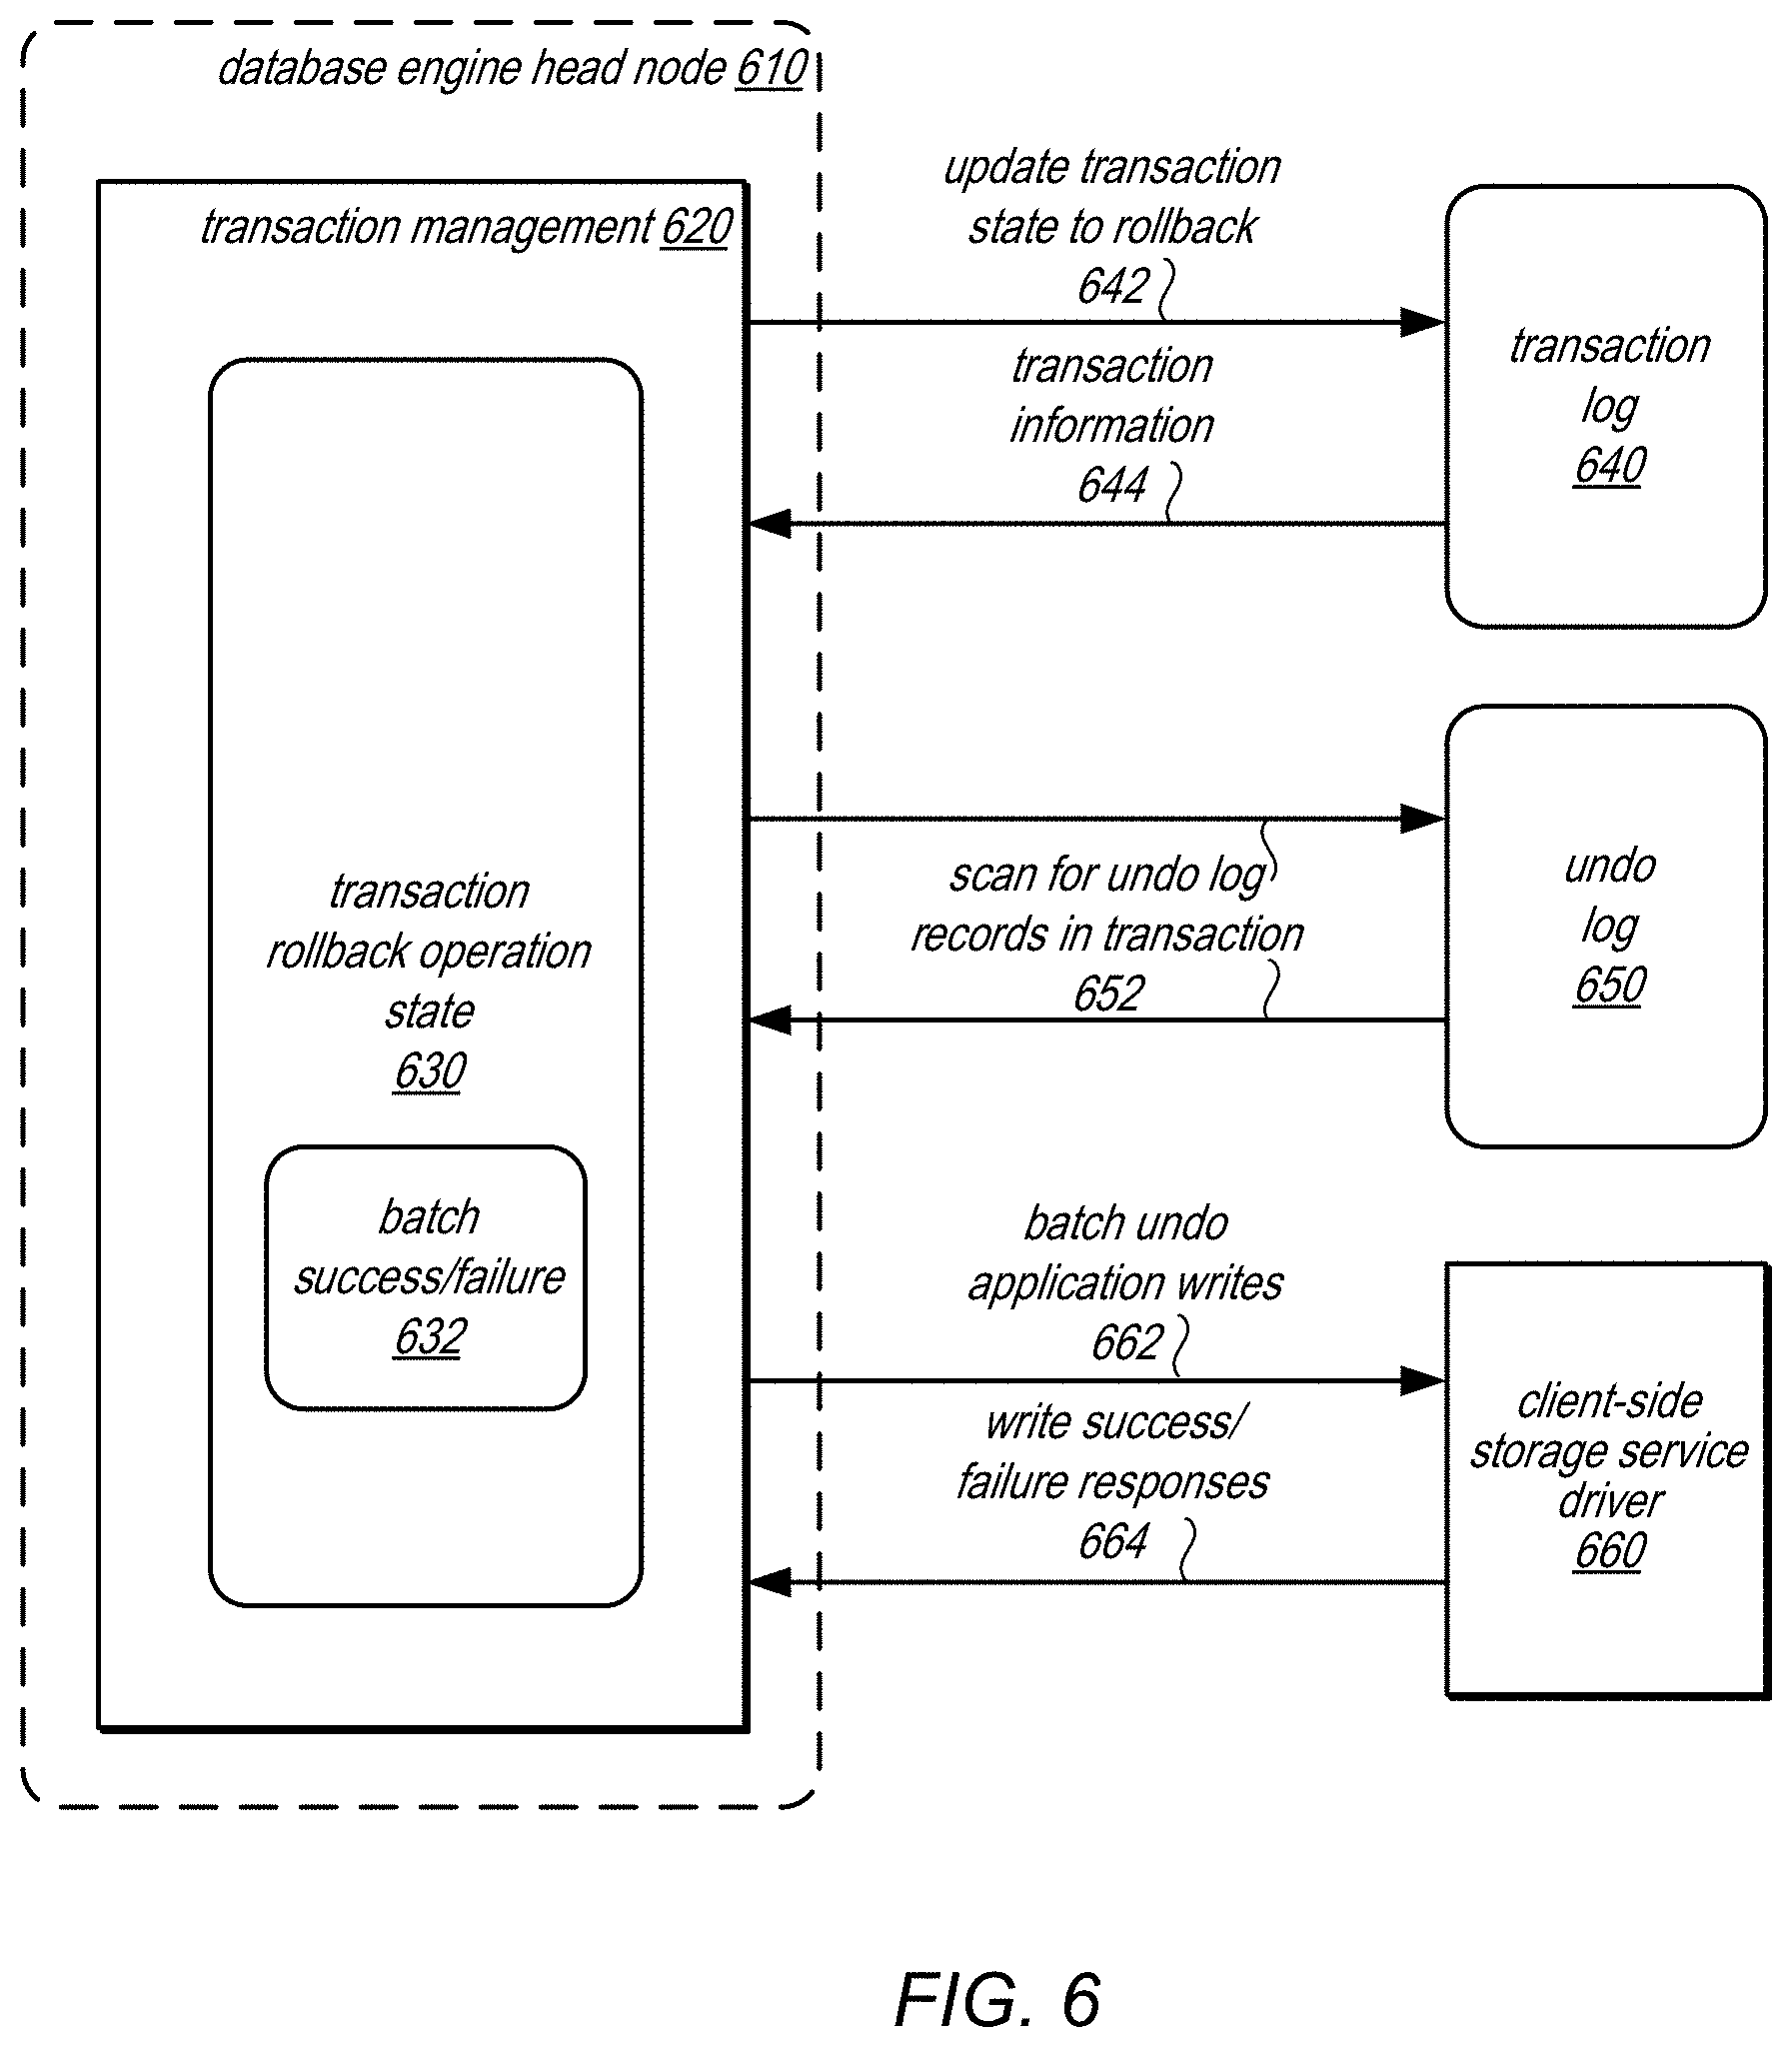 database engine head node 610
transaction management 620
update transaction
state to rollback
642
transaction
information
644
transaction
log
640
scan for undo log
records in transaction
652
undo
log
650
transaction
rollback operation
state
630
batch
success/failure
632
batch undo
application writes
662
write success/
failure responses
664
client-side
storage service
driver
660
FIG. 6